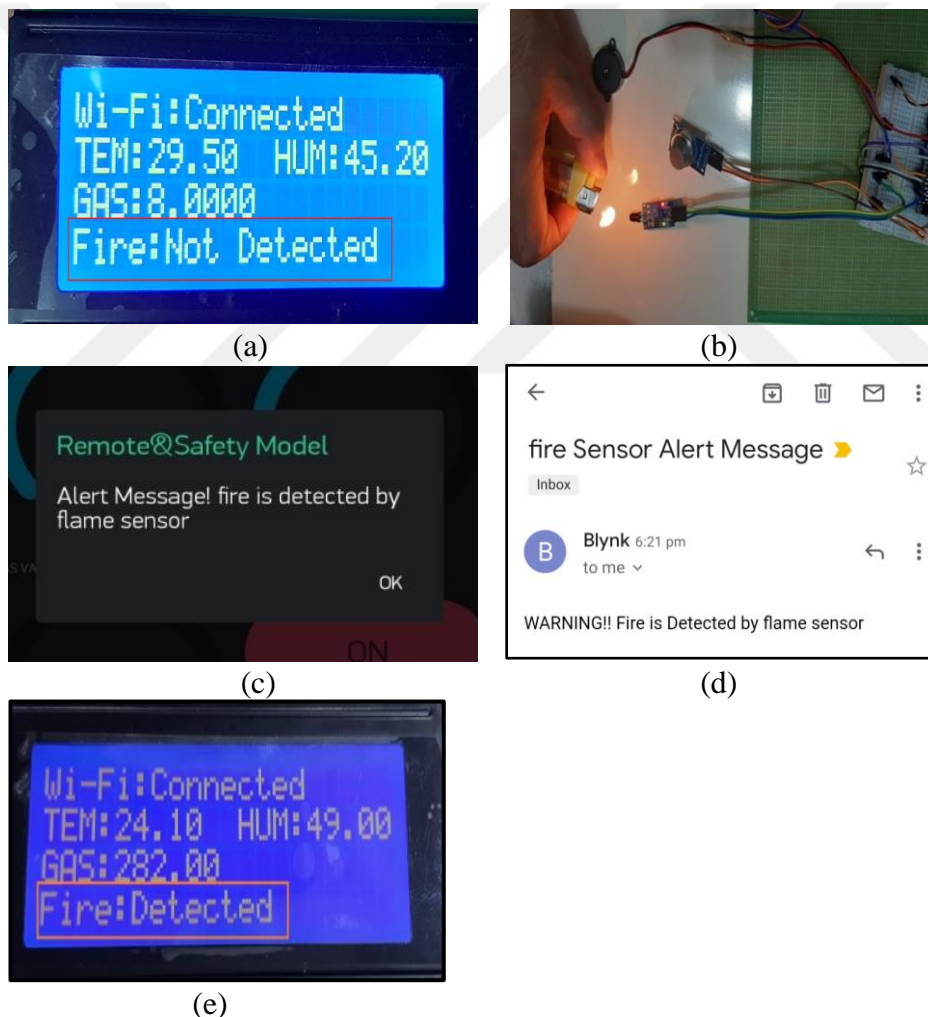 Wi-Fi:Connected
TEM:29.50 HUM:45.20
GAS:8.0000
Fire:Not Detected
(a)
(b)
Remote&Safety Model
Alert Message! fire is detected by
flame sensor
OK
ON
(c)
fire Sensor Alert Message
Inbox
B
Blynk 6:21 pm
to me
WARNING!! Fire is Detected by flame sensor
(d)
Wi-Fi:Connected
TEM:24.10 HUM:49.00
GAS:282.00
Fire:Detected
(e)